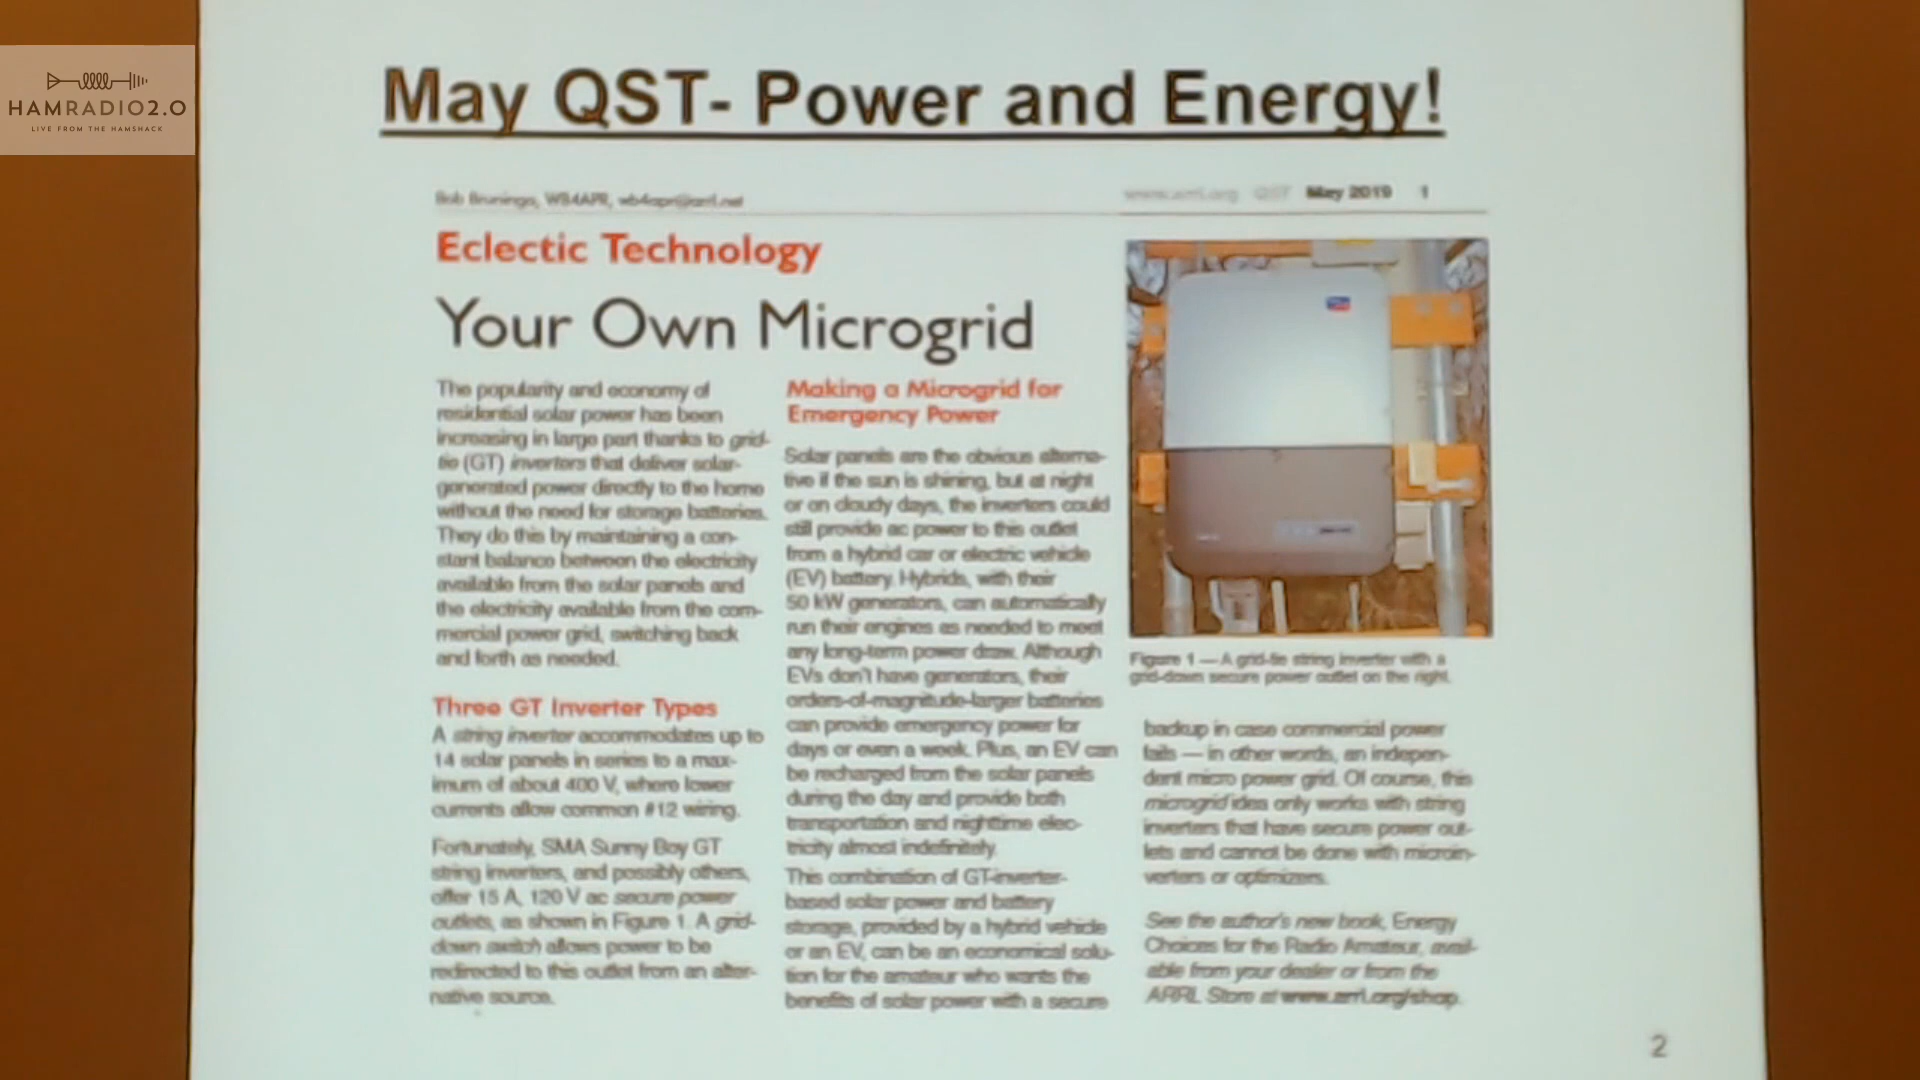 HAMRADIO2.0
LIVE FROM THE HAMSHACK
May QST- Power and Energy!
Bob Bruninga, WB4APR, wb4apr@arrl.net
www.arrl.org QST May 2019 1
Eclectic Technology
Your Own Microgrid
The popularity and economy of
residential solar power has been
increasing in large part thanks to grid-
tie (GT) inverters that deliver solar-
generated power directly to the home
without the need for storage batteries.
They do this by maintaining a con-
stant balance between the electricity
available from the solar panels and
the electricity available from the com-
mercial power grid, switching back
and forth as needed.
Three GT Inverter Types
A string inverter accommodates up to
14 solar panels in series to a max-
imum of about 400 V, where lower
currents allow common #12 wiring.
Fortunately, SMA Sunny Boy GT
string inverters, and possibly others,
offer 15 A, 120 V ac secure power
outlets, as shown in Figure 1. A grid-
down switch allows power to be
redirected to this outlet from an alter-
native source.
Making a Microgrid for
Emergency Power
Solar panels are the obvious alterna-
tive if the sun is shining, but at night
or on cloudy days, the inverters could
still provide ac power to this outlet
from a hybrid car or electric vehicle
(EV) battery. Hybrids, with their
50 kW generators, can automatically
run their engines as needed to meet
any long-term power draw. Although
EVs don't have generators, their
orders-of-magnitude-larger batteries
can provide emergency power for
days or even a week. Plus, an EV can
be recharged from the solar panels
during the day and provide both
transportation and nighttime elec-
tricity almost indefinitely.
This combination of GT-inverter-
based solar power and battery
storage, provided by a hybrid vehicle
or an EV, can be an economical solu-
tion for the amateur who wants the
benefits of solar power with a secure
Figure 1 — A grid-tie string inverter with a
grid-down secure power outlet on the right.
backup in case commercial power
fails — in other words, an indepen-
dent micro power grid. Of course, this
microgrid idea only works with string
inverters that have secure power out-
lets and cannot be done with microin-
verters or optimizers.
See the author's new book, Energy
Choices for the Radio Amateur, avail-
able from your dealer or from the
ARRL Store at www.arrl.org/shop.
2